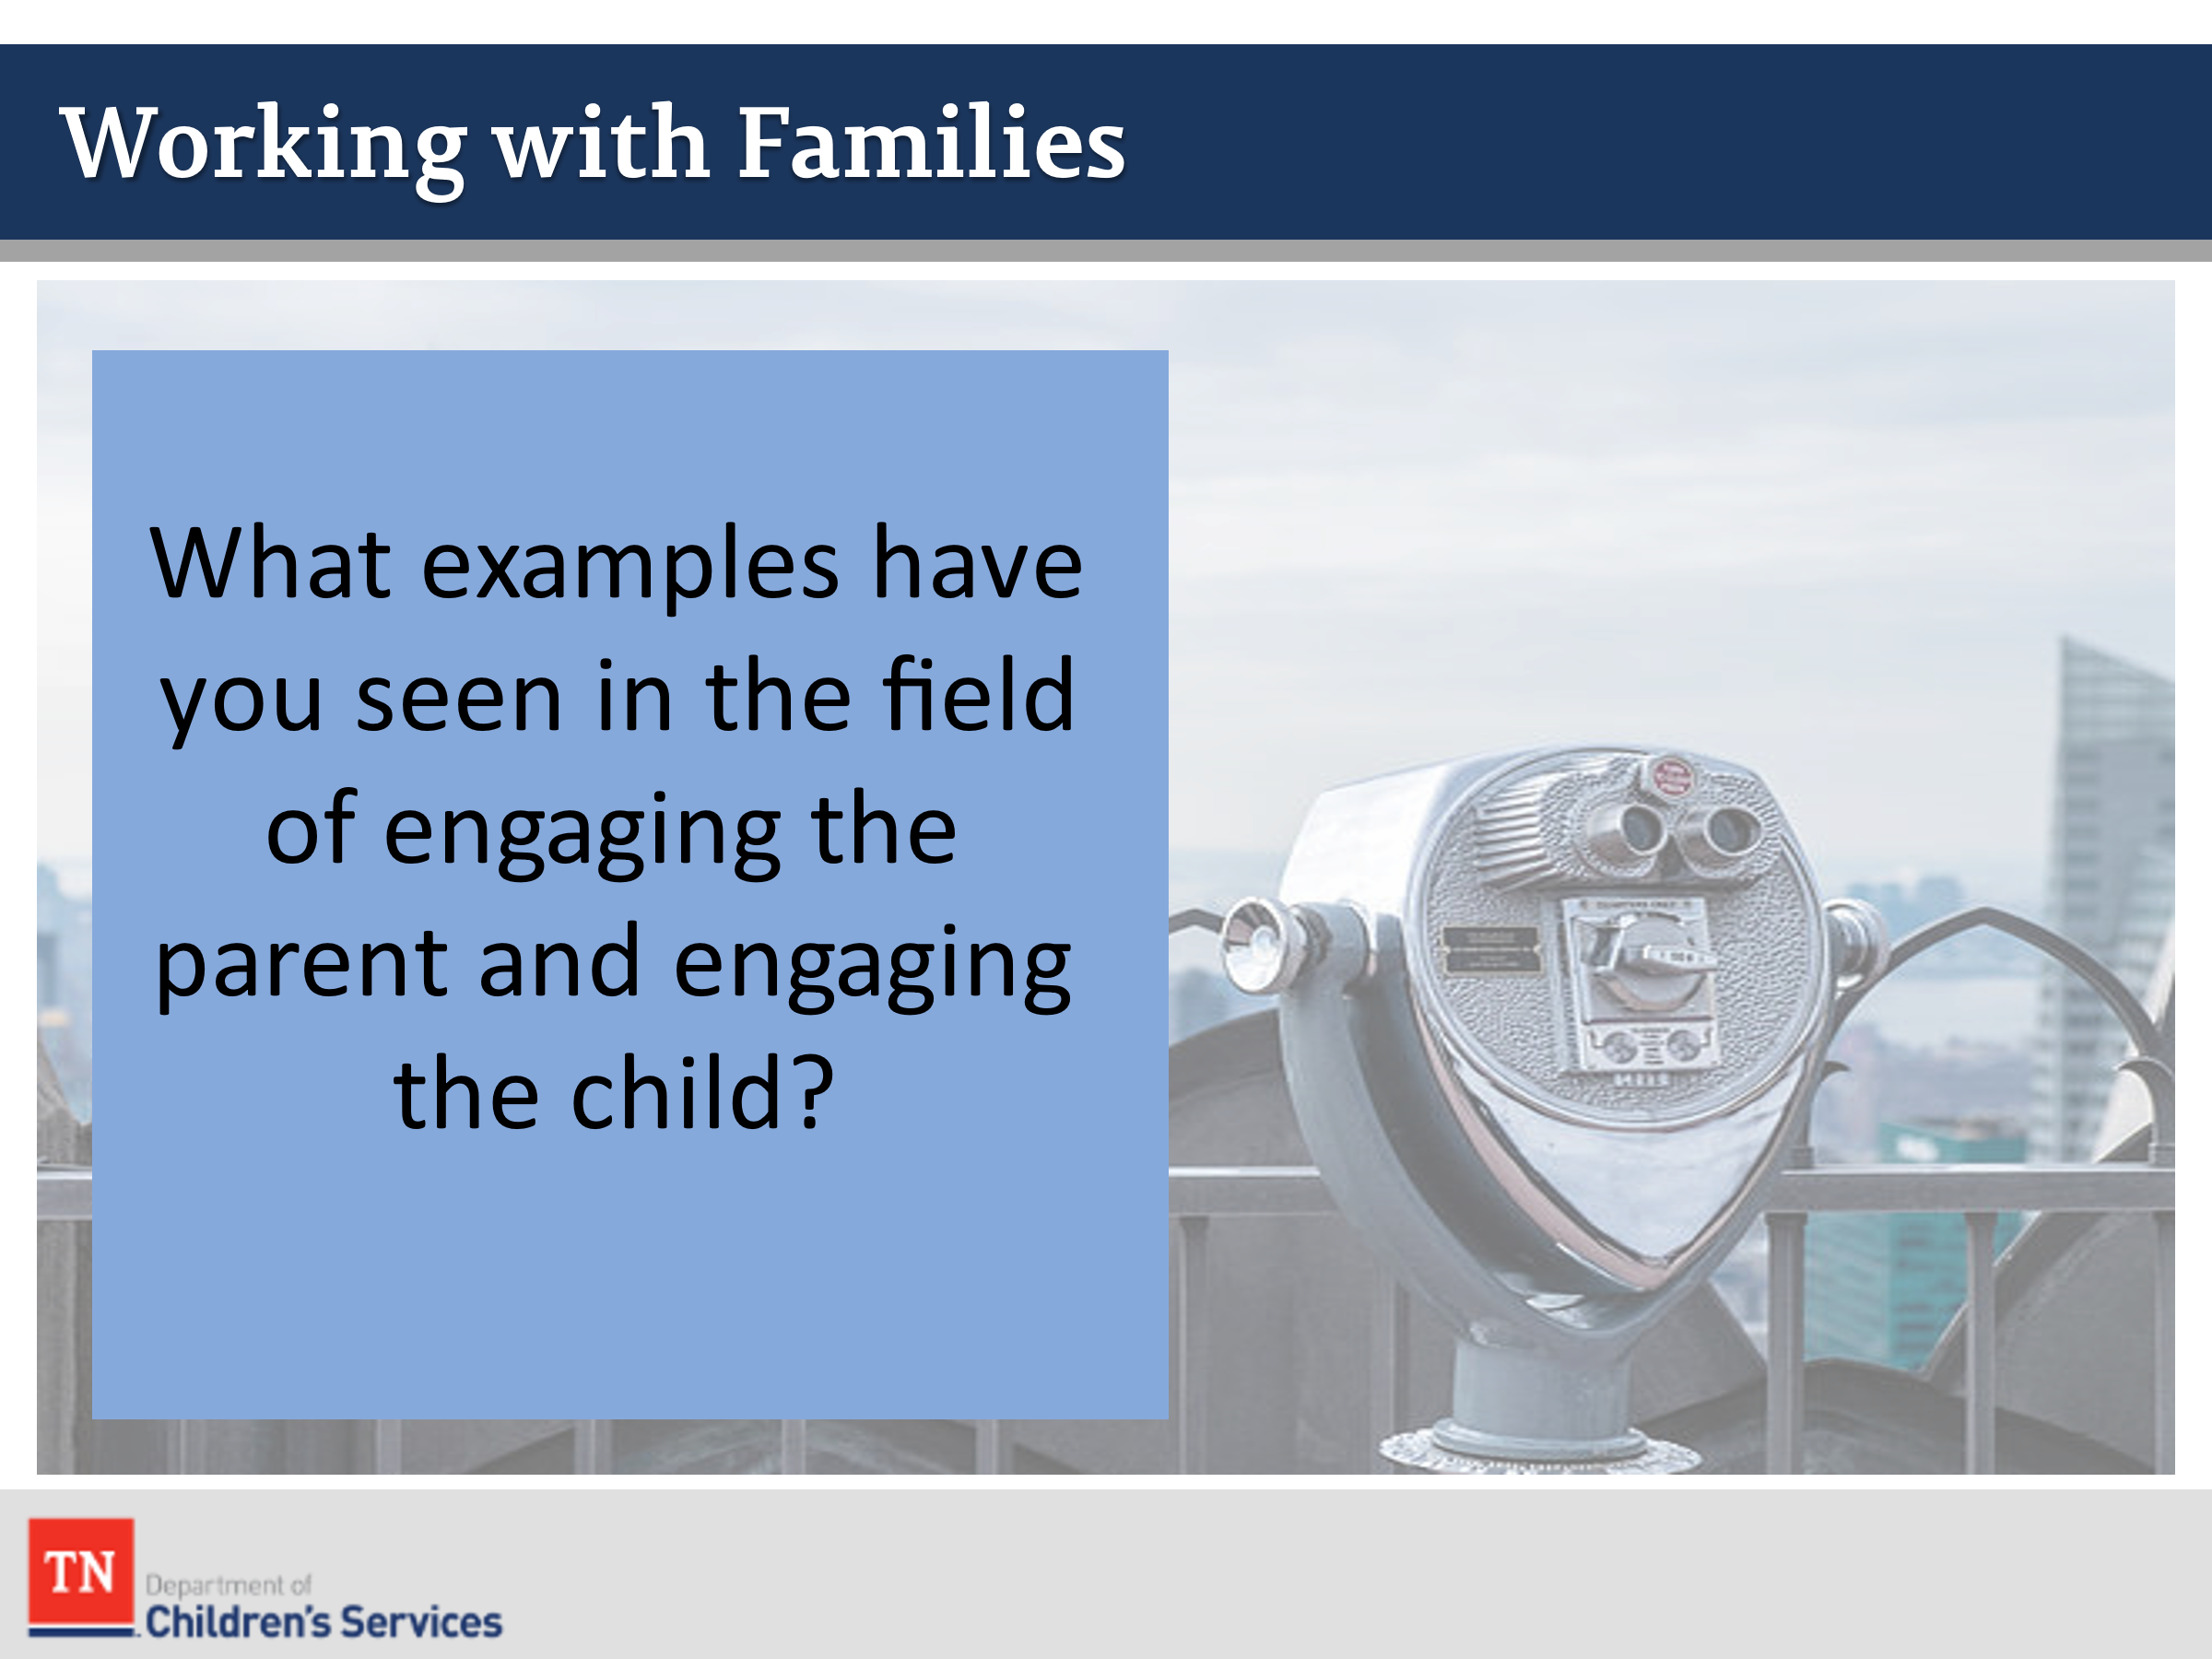 Working with Families
What examples have
you seen in the field
of engaging the
parent and engaging
the child?
TN
Department of
Children's Services